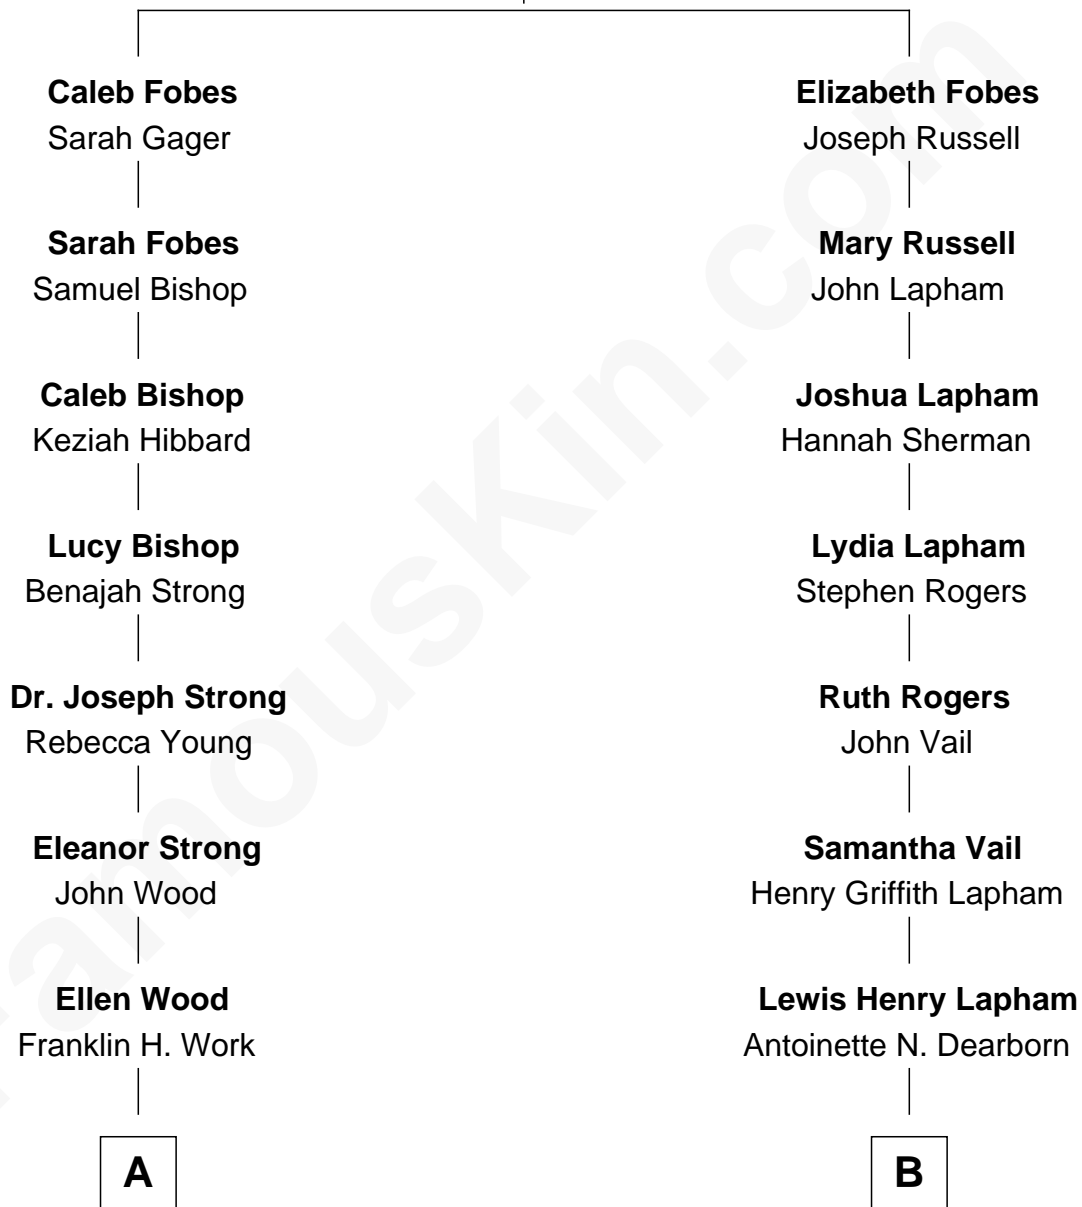 Caleb Fobes
Sarah Gager
Elizabeth Fobes
Joseph Russell
Sarah Fobes
Samuel Bishop
Mary Russell
John Lapham
Caleb Bishop
Keziah Hibbard
Joshua Lapham
Hannah Sherman
Lucy Bishop
Benajah Strong
Lydia Lapham
Stephen Rogers
Dr. Joseph Strong
Rebecca Young
Ruth Rogers
John Vail
Eleanor Strong
John Wood
Samantha Vail
Henry Griffith Lapham
Ellen Wood
Franklin H. Work
Lewis Henry Lapham
Antoinette N. Dearborn
A
B
FamousKin.com